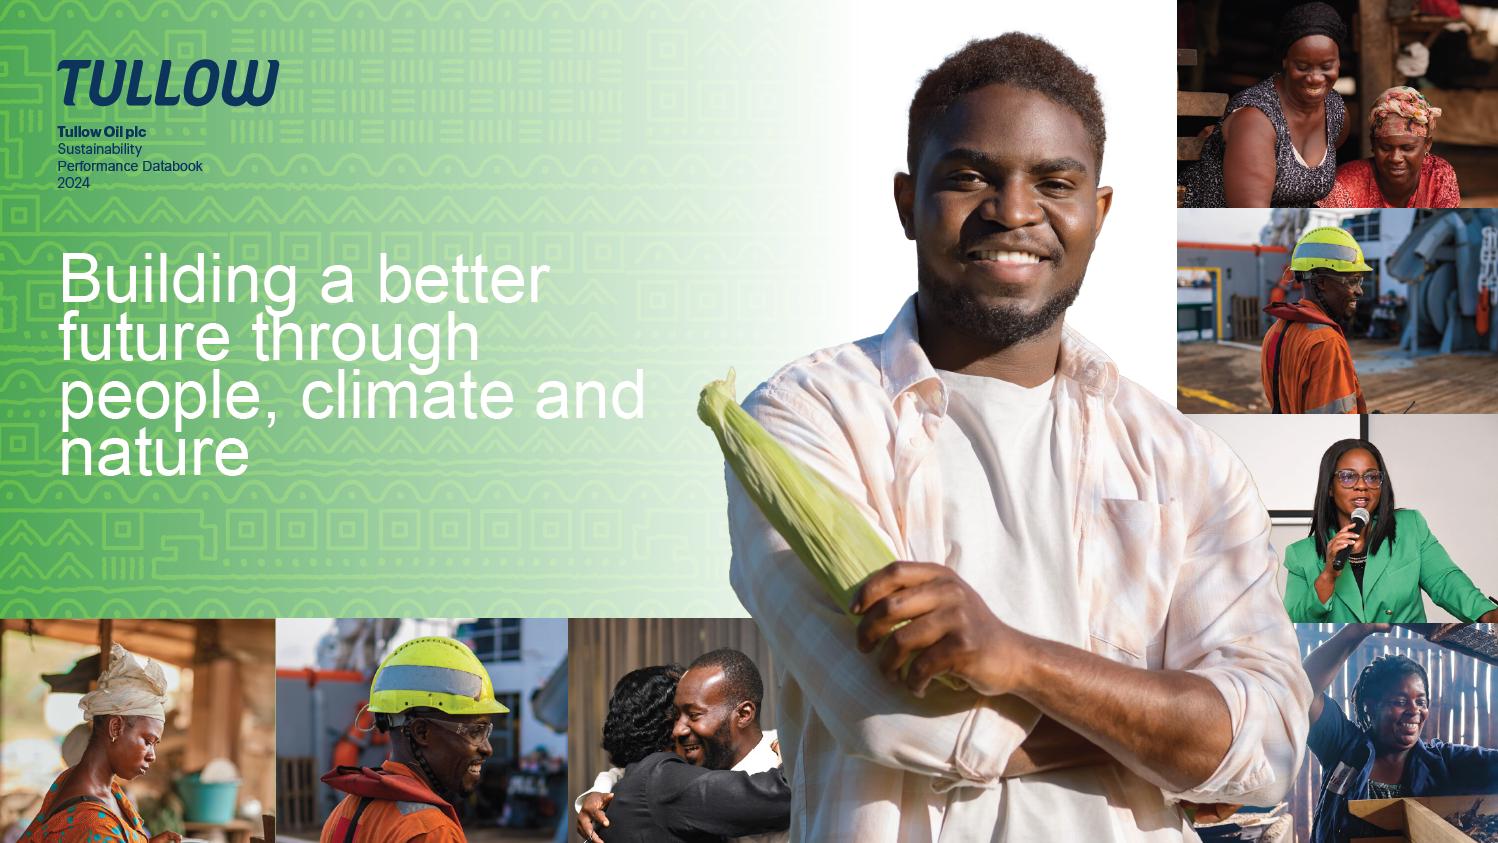 TULLOW
Tullow Oil plc
Sustainability
Performance Databook
2024
Building a better
future through
people, climate and
nature